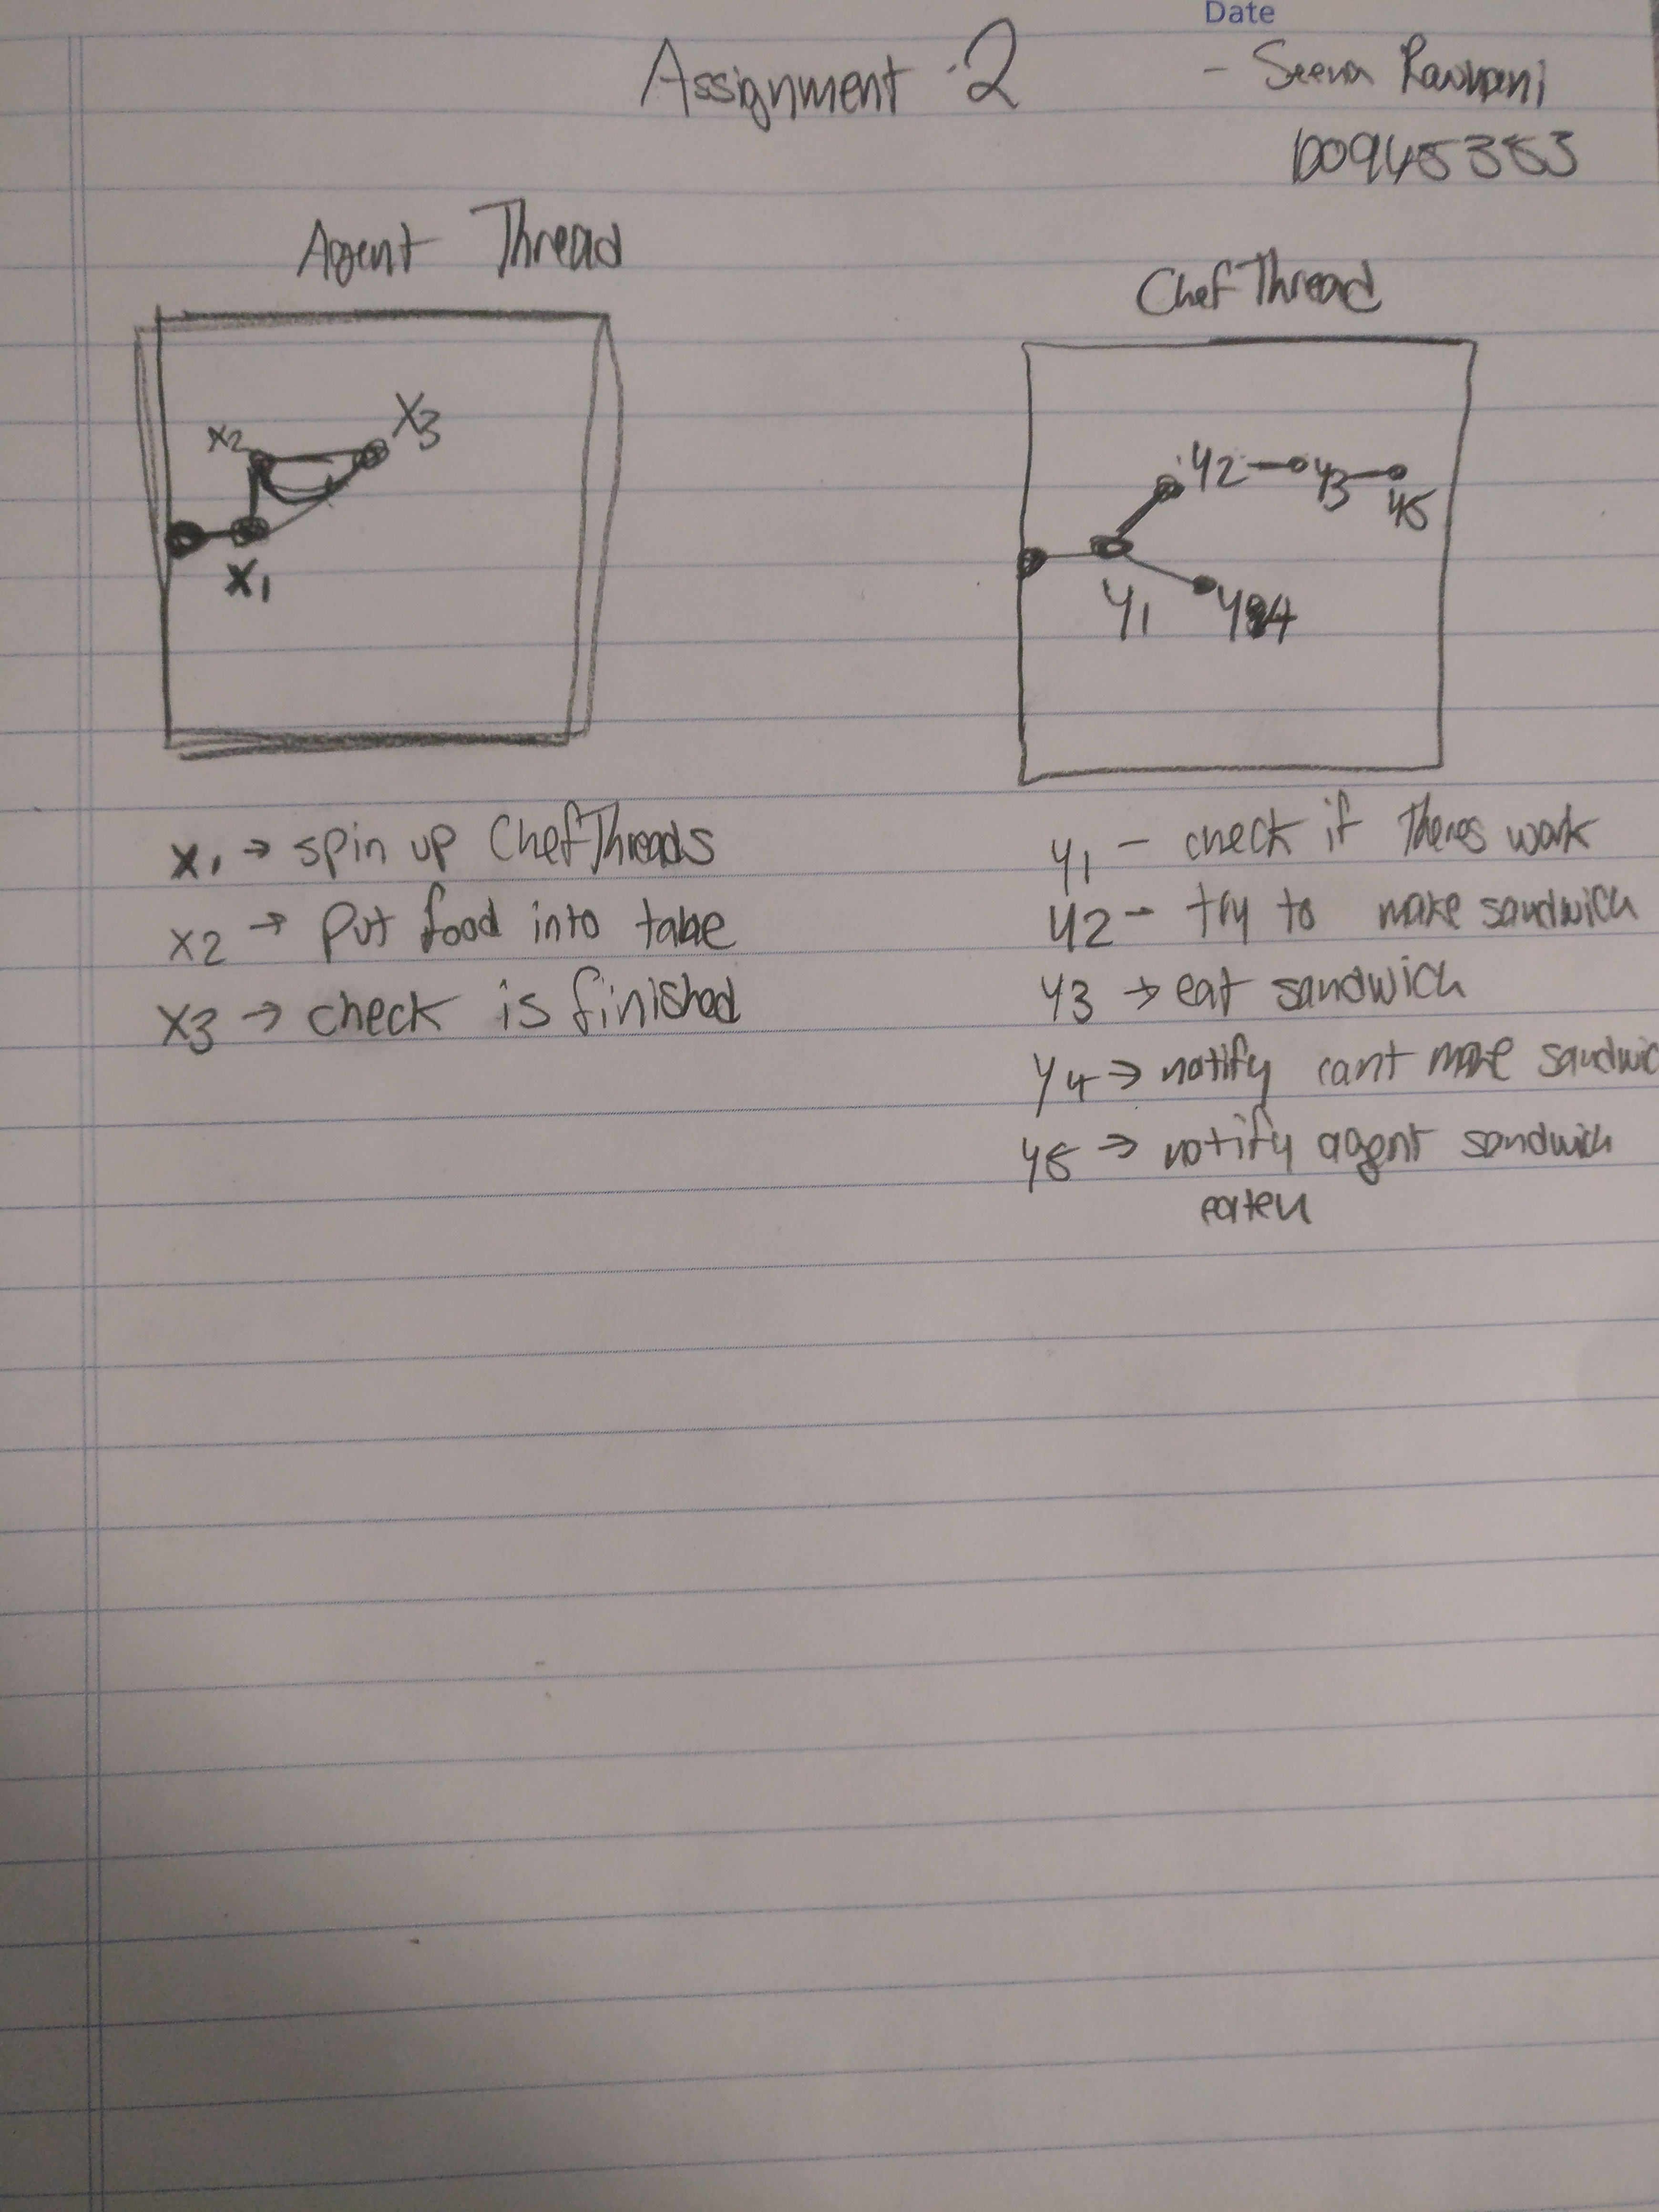 Date
Assignment 2
- Seena
Agent Thread
Chef Thread
x2
X3
x1
y2
y3
y5
y1
y4
x1 → spin up ChefThreads
x2 → Put food into table
x3 → check is finished
y1 - check if theres work
y2 - try to make sandwich
y3 → eat sandwich
y4 → notify cant make sandwic
y5 → notify agent sandwich
eaten